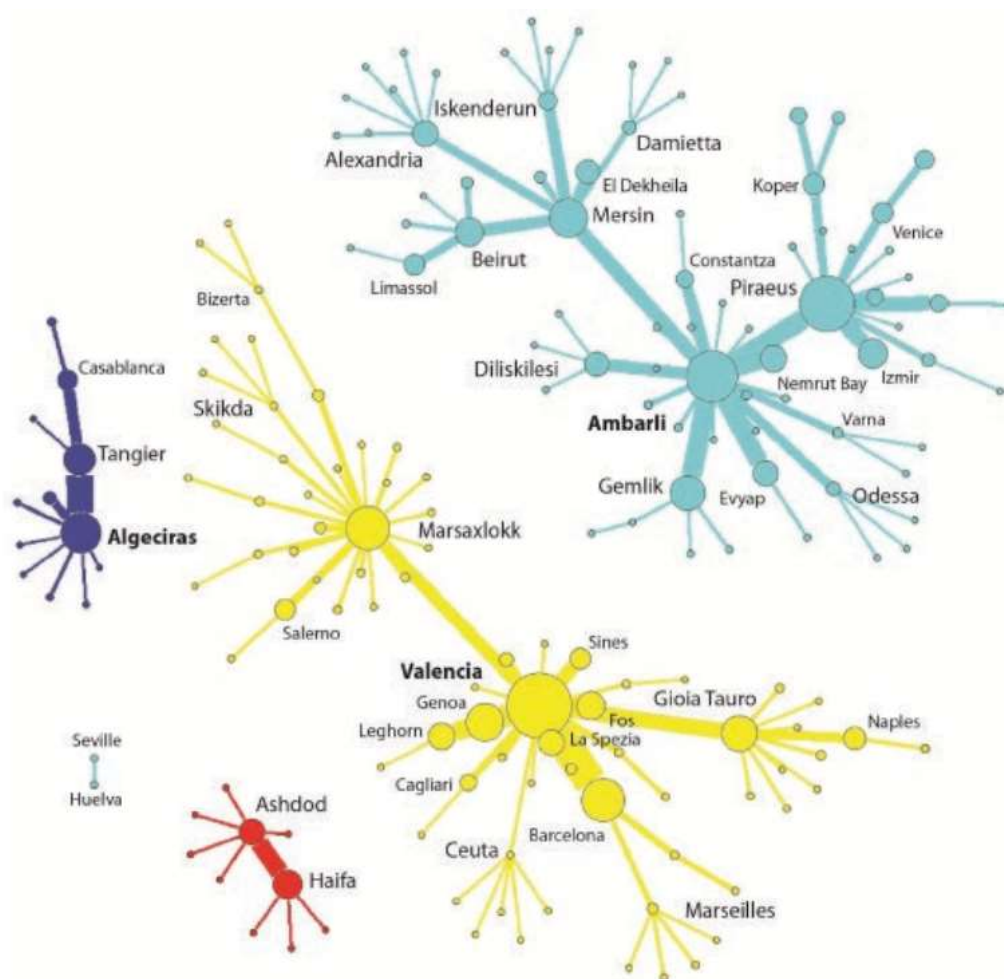 Iskenderun
Damietta
Alexandria
El Dekheila
Koper
Mersin
Venice
Beirut
Constantza
Limassol
Piraeus
Bizerta
Casablanca
Diliskilesi
Nemrut Bay
Izmir
Skikda
Ambarli
Varna
Tangier
Gemlik
Evyap
Odessa
Algeciras
Marsaxlokk
Salerno
Sines
Valencia
Genoa
Gioia Tauro
Leghorn
Fos
Naples
La Spezia
Seville
Cagliari
Huelva
Ashdod
Barcelona
Ceuta
Haifa
Marseilles